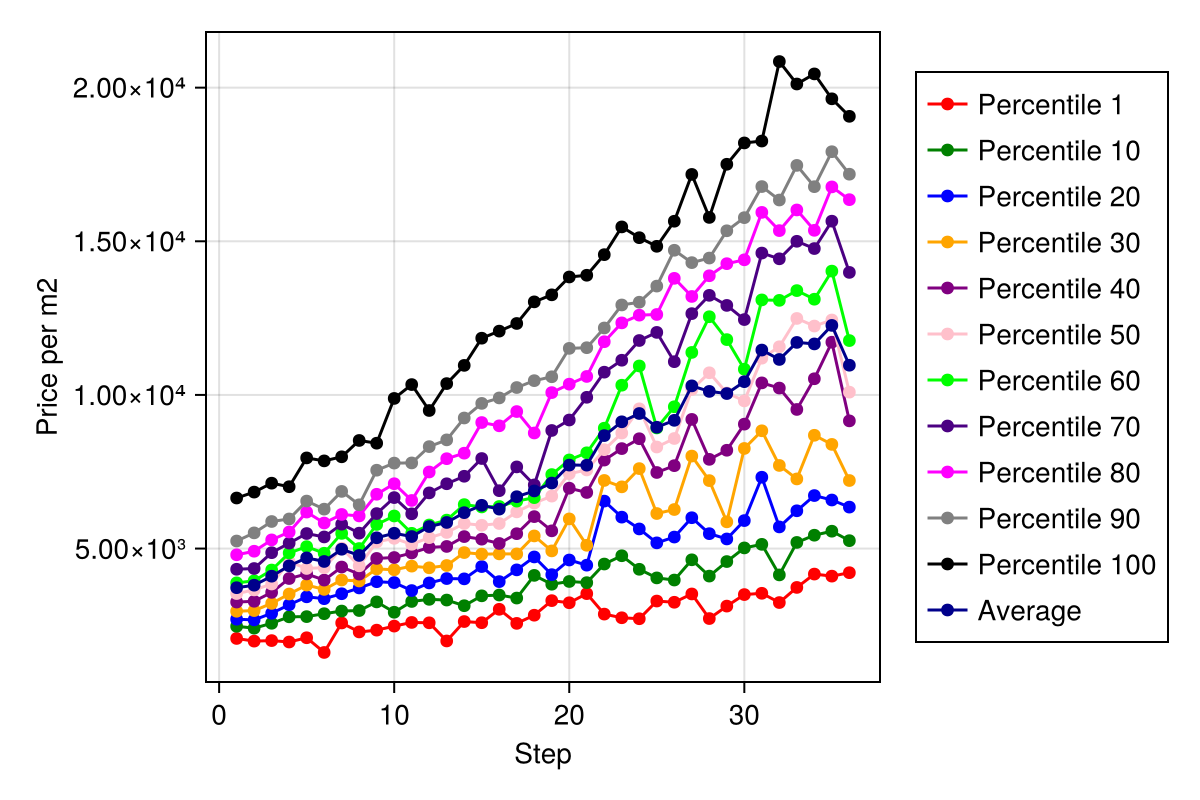 2.00×10⁴
1.50×10⁴
1.00×10⁴
5.00×10³
Price per m2
0 10 20 30
Step
Percentile 1
Percentile 10
Percentile 20
Percentile 30
Percentile 40
Percentile 50
Percentile 60
Percentile 70
Percentile 80
Percentile 90
Percentile 100
Average